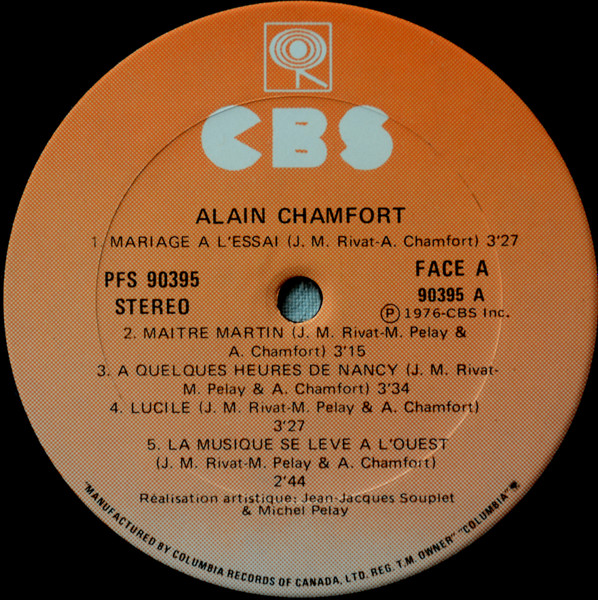 CBS
ALAIN CHAMFORT
1. MARIAGE A L'ESSAI (J. M. Rivat-A. Chamfort) 3'27
PFS 90395
STEREO
FACE A
90395 A
Ⓟ 1976-CBS Inc.
2. MAITRE MARTIN (J. M. Rivat-M. Pelay &
A. Chamfort) 3'15
3. A QUELQUES HEURES DE NANCY (J. M. Rivat-
M. Pelay & A. Chamfort) 3'34
4. LUCILE (J. M. Rivat-M. Pelay & A. Chamfort)
3'27
5. LA MUSIQUE SE LEVE A L'OUEST
(J. M. Rivat-M. Pelay & A. Chamfort)
2'44
Réalisation artistique: Jean-Jacques Souplet
& Michel Pelay
"MANUFACTURED BY COLUMBIA RECORDS OF CANADA, LTD. REG. T.M. OWNER" "COLUMBIA"